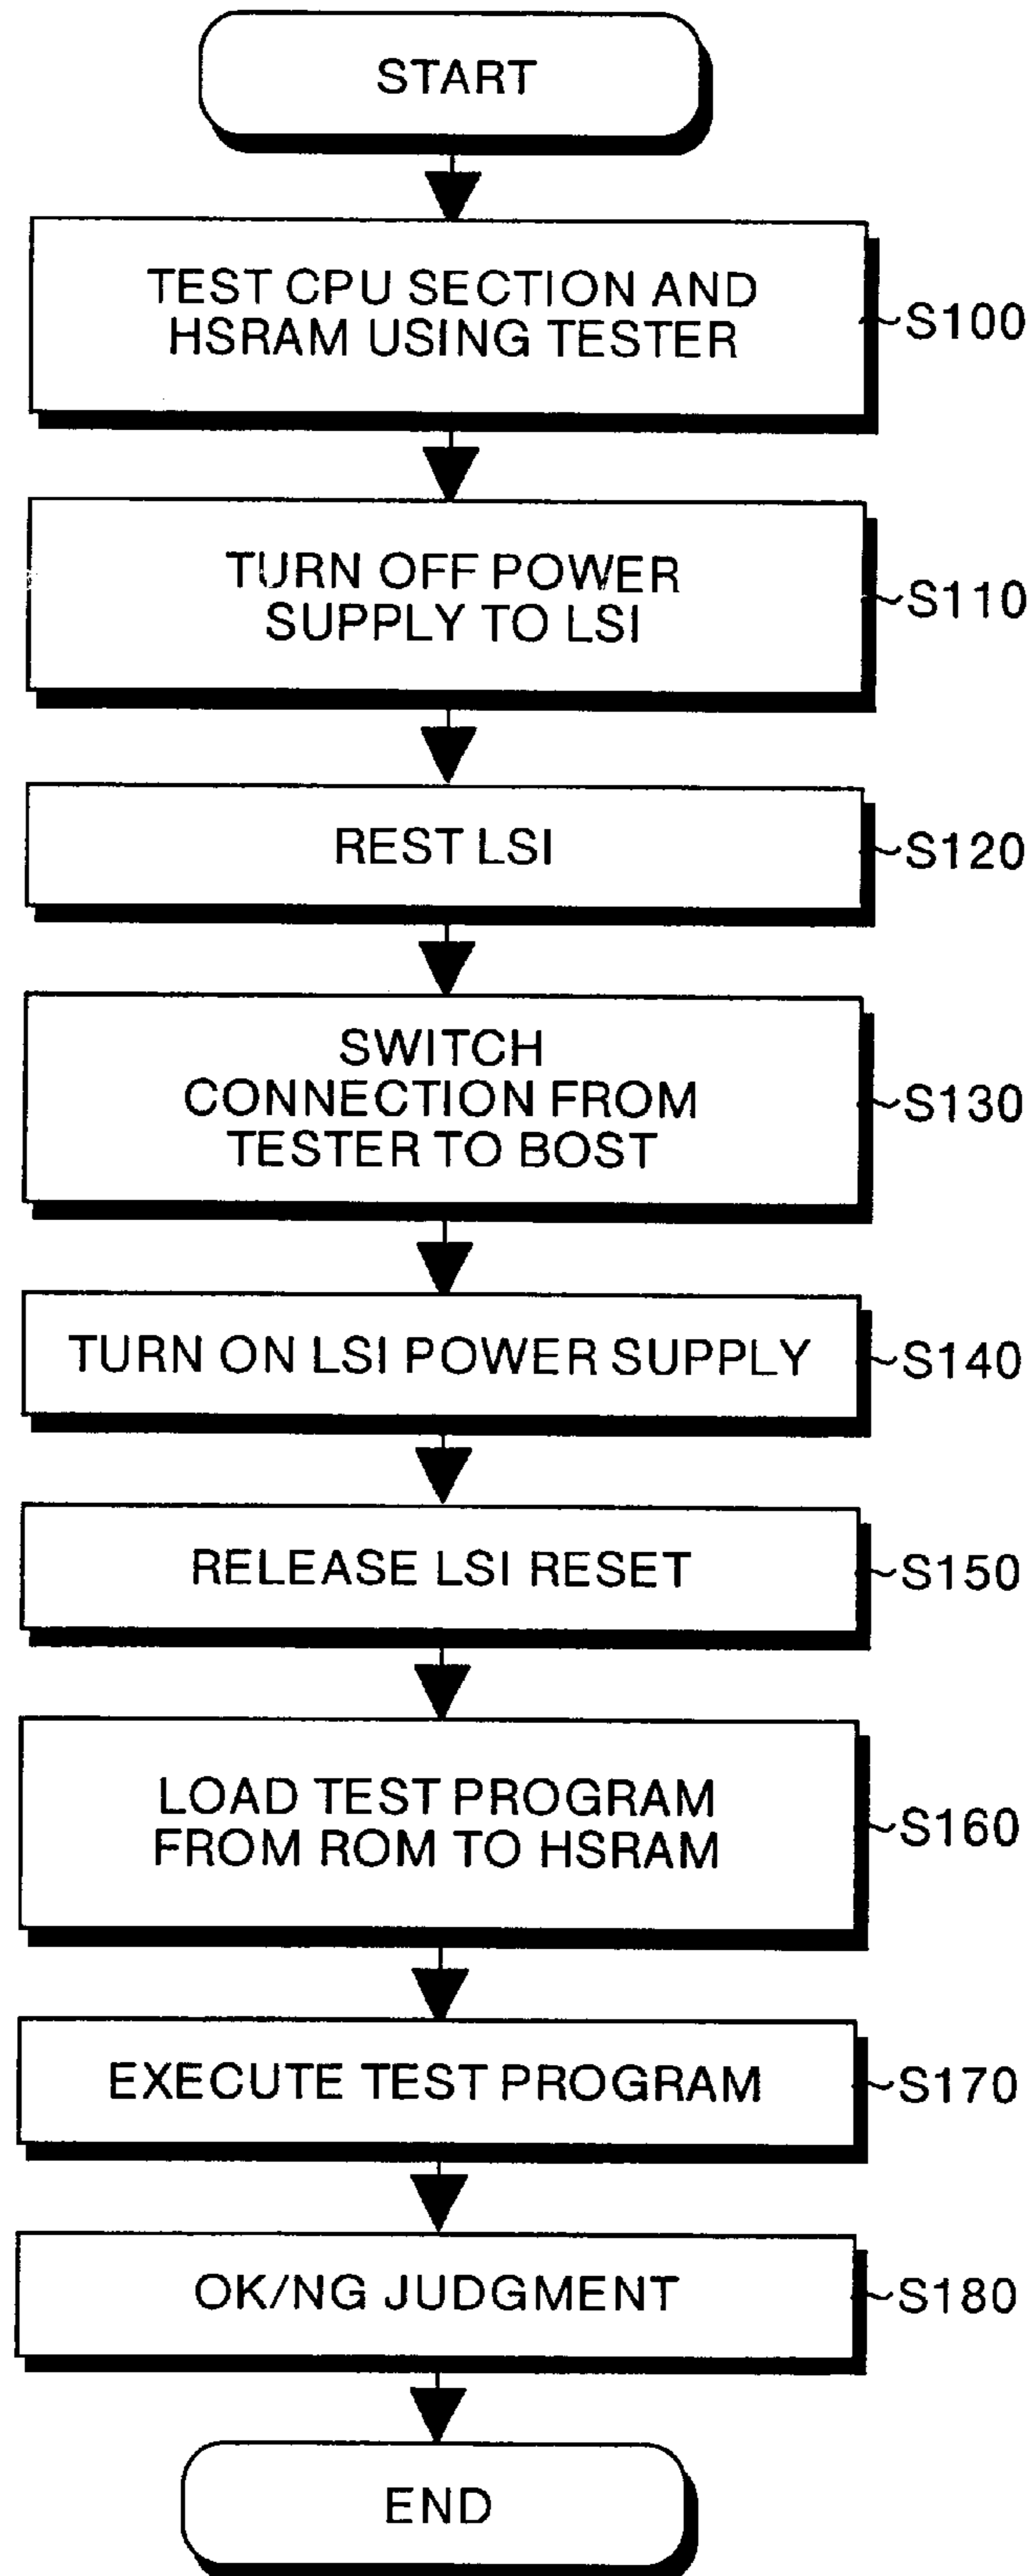 START
TEST CPU SECTION AND
HSRAM USING TESTER
S100
TURN OFF POWER
SUPPLY TO LSI
S110
REST LSI
S120
SWITCH
CONNECTION FROM
TESTER TO BOST
S130
TURN ON LSI POWER SUPPLY
S140
RELEASE LSI RESET
S150
LOAD TEST PROGRAM
FROM ROM TO HSRAM
S160
EXECUTE TEST PROGRAM
S170
OK/NG JUDGMENT
S180
END